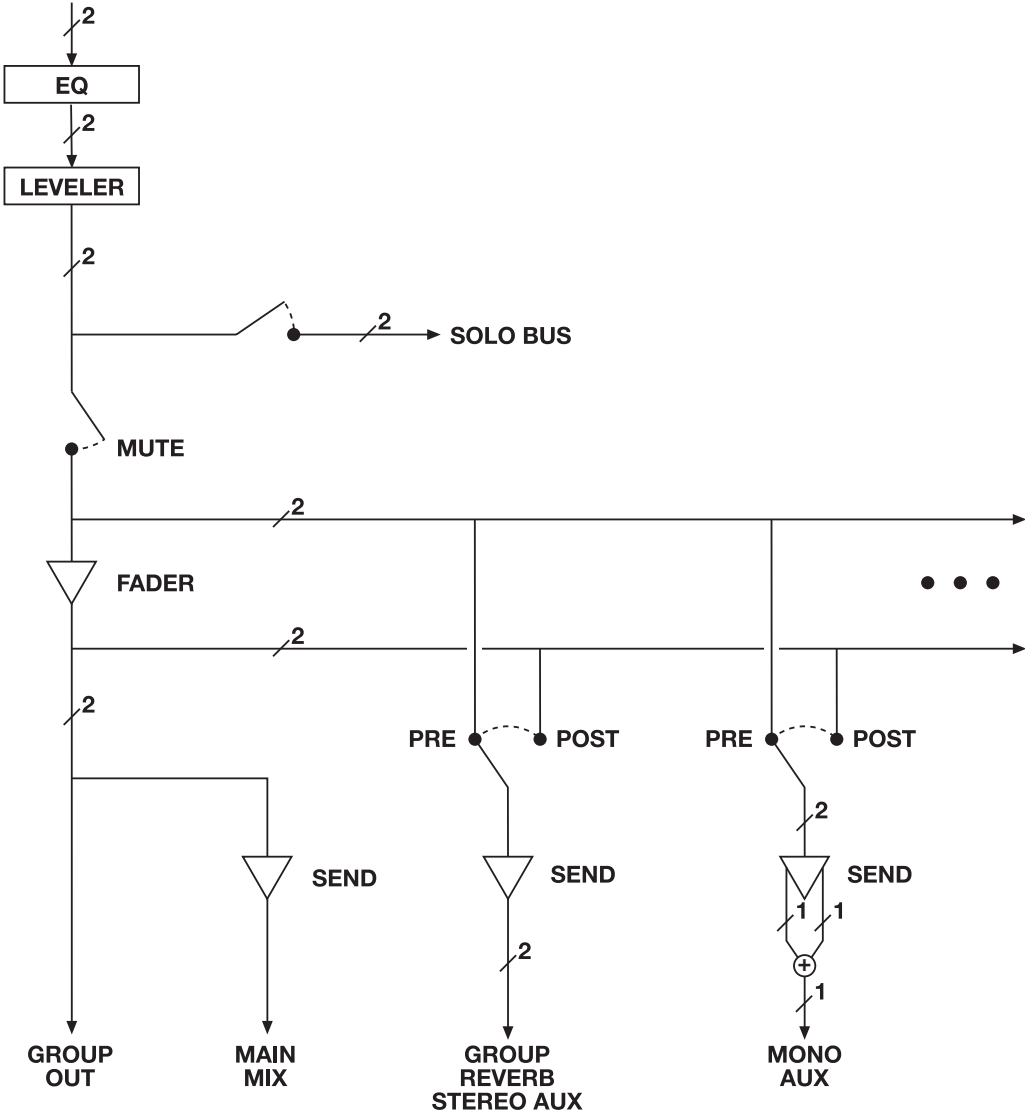 2
EQ
2
LEVELER
2
2
SOLO BUS
MUTE
2
FADER
2
2
PRE
POST
PRE
POST
2
SEND
SEND
SEND
1
1
2
+
1
GROUP
OUT
MAIN
MIX
GROUP
REVERB
STEREO AUX
MONO
AUX